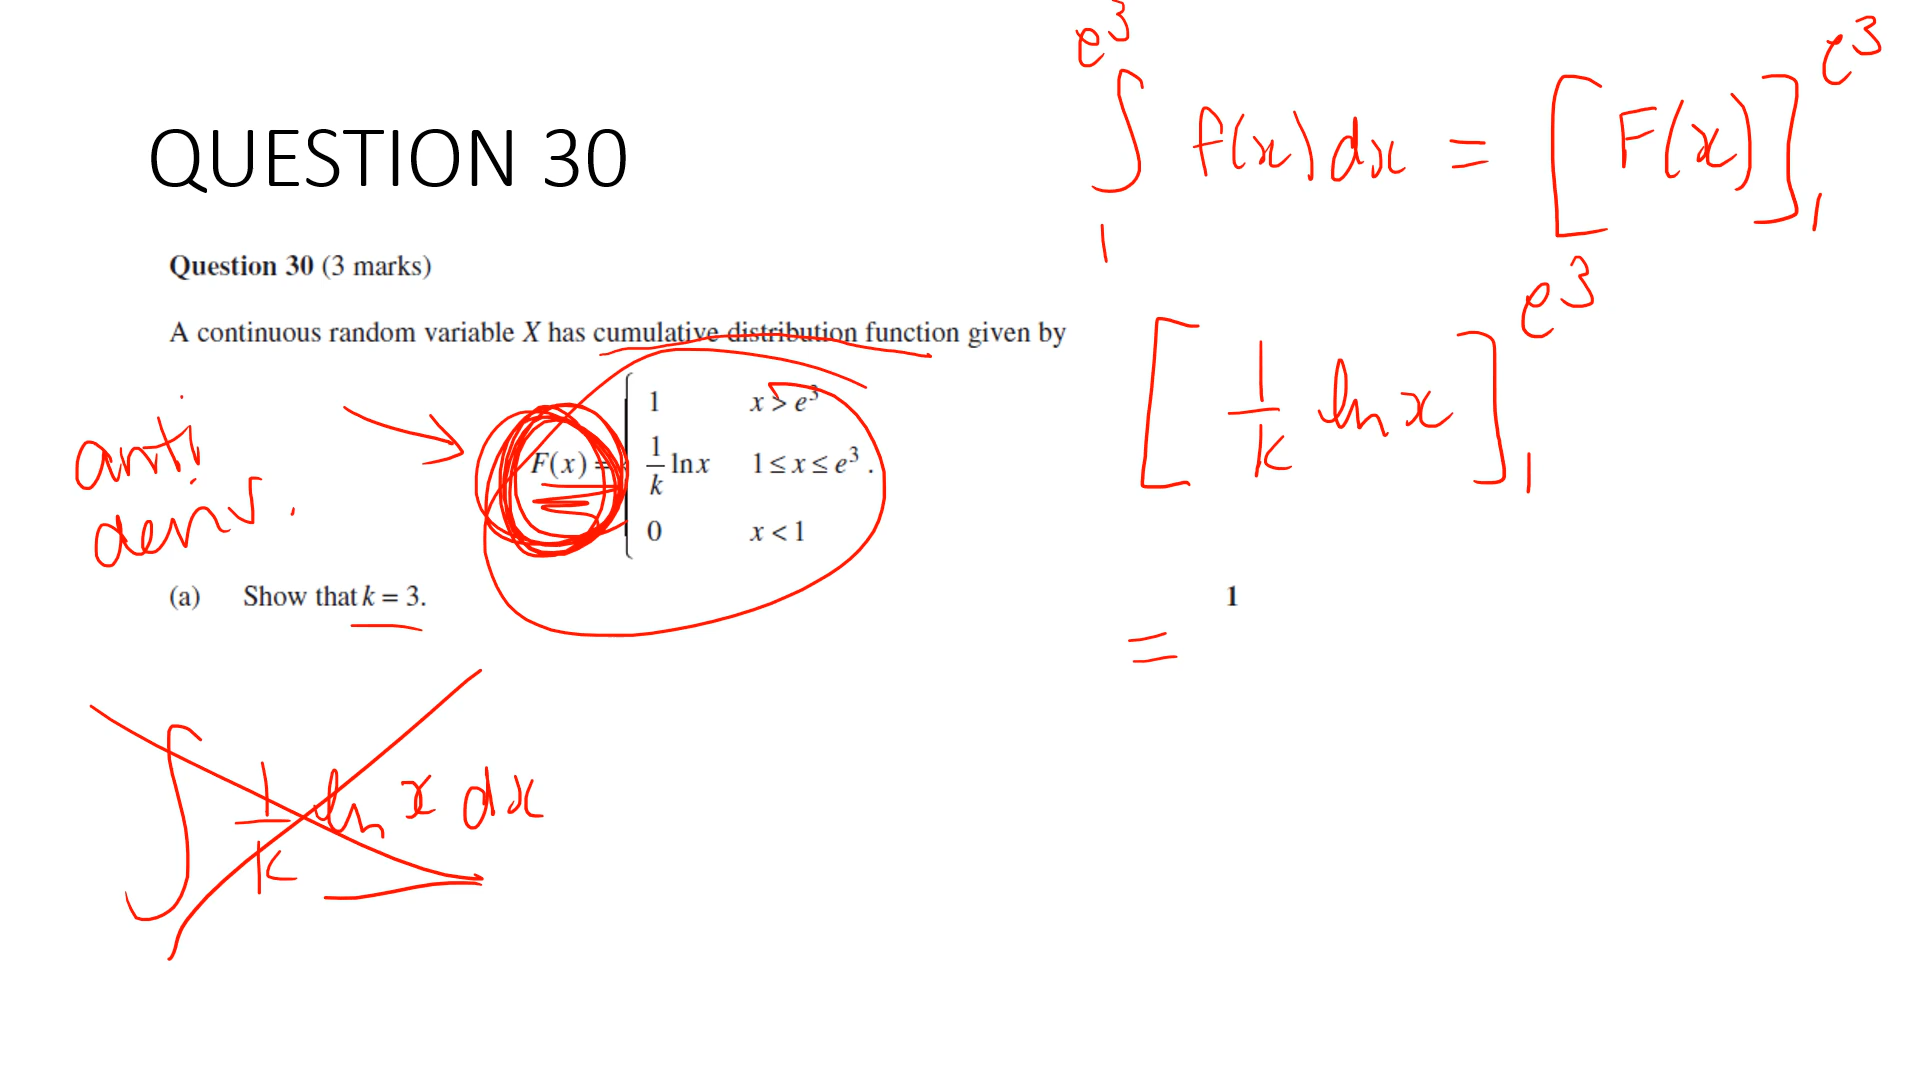 QUESTION 30
Question 30 (3 marks)
A continuous random variable X has cumulative distribution function given by
F(x) = { 1    x > e³
1/k ln x    1 ≤ x ≤ e³ .
0    x < 1
anti
deriv.
(a)    Show that k = 3.    1
∫ 1/k ln x dx
∫₁^e³ f(x) dx = [F(x)]₁^e³
[1/k ln x]₁^e³
=